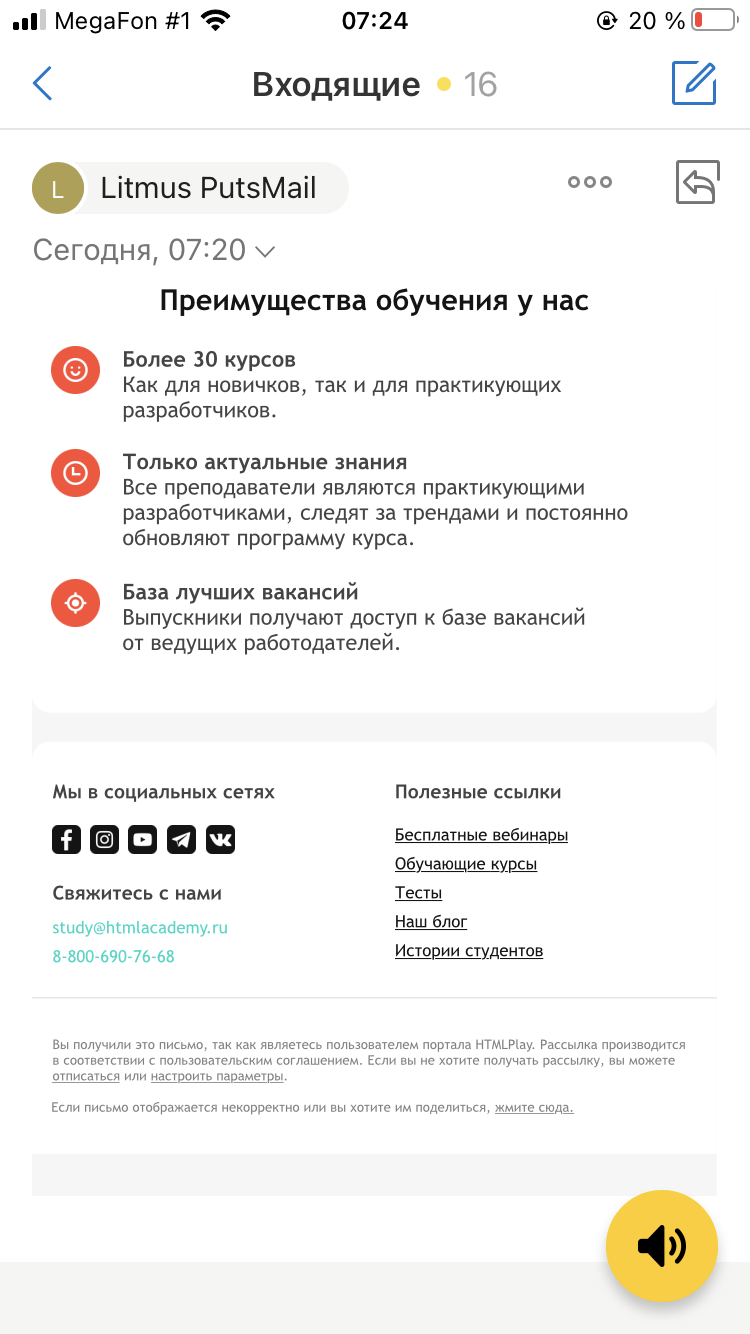 MegaFon #1 07:24 20 %
Входящие 16
L Litmus PutsMail
Сегодня, 07:20
Преимущества обучения у нас
Более 30 курсов
Как для новичков, так и для практикующих
разработчиков.
Только актуальные знания
Все преподаватели являются практикующими
разработчиками, следят за трендами и постоянно
обновляют программу курса.
База лучших вакансий
Выпускники получают доступ к базе вакансий
от ведущих работодателей.
Мы в социальных сетях
Свяжитесь с нами
study@htmlacademy.ru
8-800-690-76-68
Полезные ссылки
Бесплатные вебинары
Обучающие курсы
Тесты
Наш блог
Истории студентов
Вы получили это письмо, так как являетесь пользователем портала HTMLPlay. Рассылка производится
в соответствии с пользовательским соглашением. Если вы не хотите получать рассылку, вы можете
отписаться или настроить параметры.
Если письмо отображается некорректно или вы хотите им поделиться, жмите сюда.